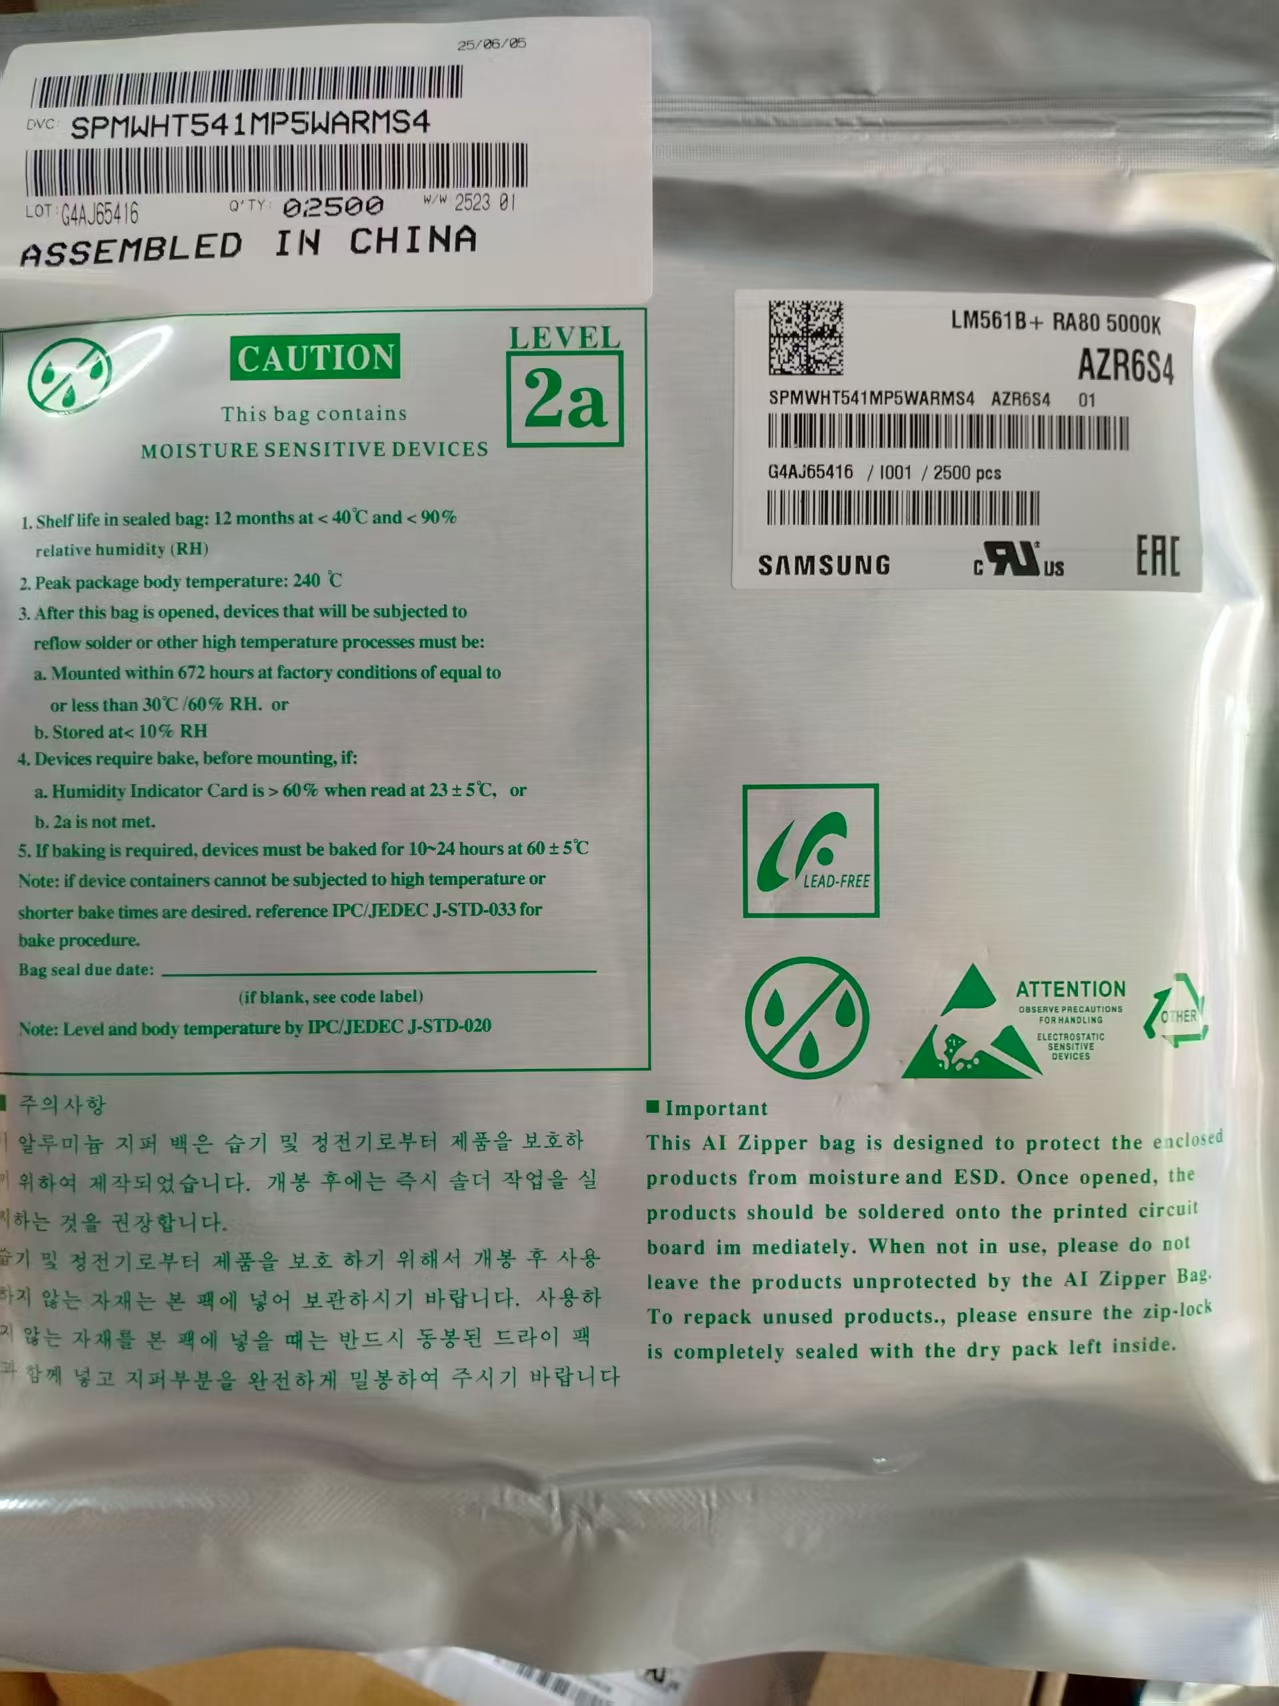 25/06/05
DVC: SPMWHT541MP5WARMS4
LOT: G4AJ65416 Q'TY: 02500 W/W 2523 01
ASSEMBLED IN CHINA
CAUTION
LEVEL
2a
This bag contains
MOISTURE SENSITIVE DEVICES
1. Shelf life in sealed bag: 12 months at < 40℃ and < 90%
relative humidity (RH)
2. Peak package body temperature: 240 ℃
3. After this bag is opened, devices that will be subjected to
reflow solder or other high temperature processes must be:
a. Mounted within 672 hours at factory conditions of equal to
or less than 30℃ /60% RH. or
b. Stored at< 10% RH
4. Devices require bake, before mounting, if:
a. Humidity Indicator Card is > 60% when read at 23 ± 5℃, or
b. 2a is not met.
5. If baking is required, devices must be baked for 10~24 hours at 60 ± 5℃
Note: if device containers cannot be subjected to high temperature or
shorter bake times are desired. reference IPC/JEDEC J-STD-033 for
bake procedure.
Bag seal due date:
(if blank, see code label)
Note: Level and body temperature by IPC/JEDEC J-STD-020
LM561B+ RA80 5000K
AZR6S4
SPMWHT541MP5WARMS4 AZR6S4 01
G4AJ65416 / I001 / 2500 pcs
SAMSUNG c RU ® US EAC
LEAD-FREE
ATTENTION
OBSERVE PRECAUTIONS
FOR HANDLING
ELECTROSTATIC
SENSITIVE
DEVICES
OTHER
■ 주의사항
알루미늄 지퍼 백은 습기 및 정전기로부터 제품을 보호하
위하여 제작되었습니다. 개봉 후에는 즉시 솔더 작업을 실
시하는 것을 권장합니다.
습기 및 정전기로부터 제품을 보호 하기 위해서 개봉 후 사용
하지 않는 자재는 본 팩에 넣어 보관하시기 바랍니다. 사용하
지 않는 자재를 본 팩에 넣을 때는 반드시 동봉된 드라이 팩
과 함께 넣고 지퍼부분을 완전하게 밀봉하여 주시기 바랍니다
■ Important
This AI Zipper bag is designed to protect the enclosed
products from moisture and ESD. Once opened, the
products should be soldered onto the printed circuit
board im mediately. When not in use, please do not
leave the products unprotected by the AI Zipper Bag.
To repack unused products., please ensure the zip-lock
is completely sealed with the dry pack left inside.